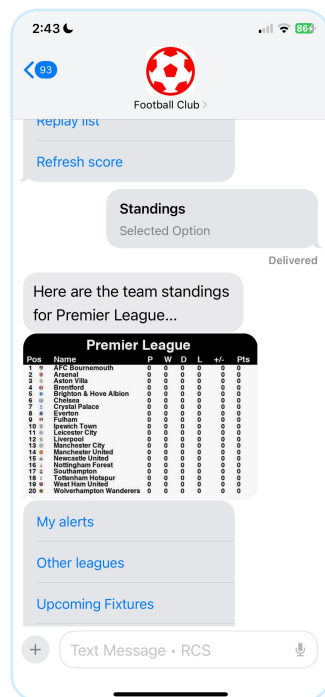 2:43
86
93
Football Club
Replay list
Refresh score
Standings
Selected Option
Delivered
Here are the team standings
for Premier League...
Premier League
Pos Name P W D L +/- Pts
1 AFC Bournemouth 0 0 0 0 0 0
2 Arsenal 0 0 0 0 0 0
3 Aston Villa 0 0 0 0 0 0
4 Brentford 0 0 0 0 0 0
5 Brighton & Hove Albion 0 0 0 0 0 0
6 Chelsea 0 0 0 0 0 0
7 Crystal Palace 0 0 0 0 0 0
8 Everton 0 0 0 0 0 0
9 Fulham 0 0 0 0 0 0
10 Ipswich Town 0 0 0 0 0 0
11 Leicester City 0 0 0 0 0 0
12 Liverpool 0 0 0 0 0 0
13 Manchester City 0 0 0 0 0 0
14 Manchester United 0 0 0 0 0 0
15 Newcastle United 0 0 0 0 0 0
16 Nottingham Forest 0 0 0 0 0 0
17 Southampton 0 0 0 0 0 0
18 Tottenham Hotspur 0 0 0 0 0 0
19 West Ham United 0 0 0 0 0 0
20 Wolverhampton Wanderers 0 0 0 0 0 0
My alerts
Other leagues
Upcoming Fixtures
Text Message • RCS